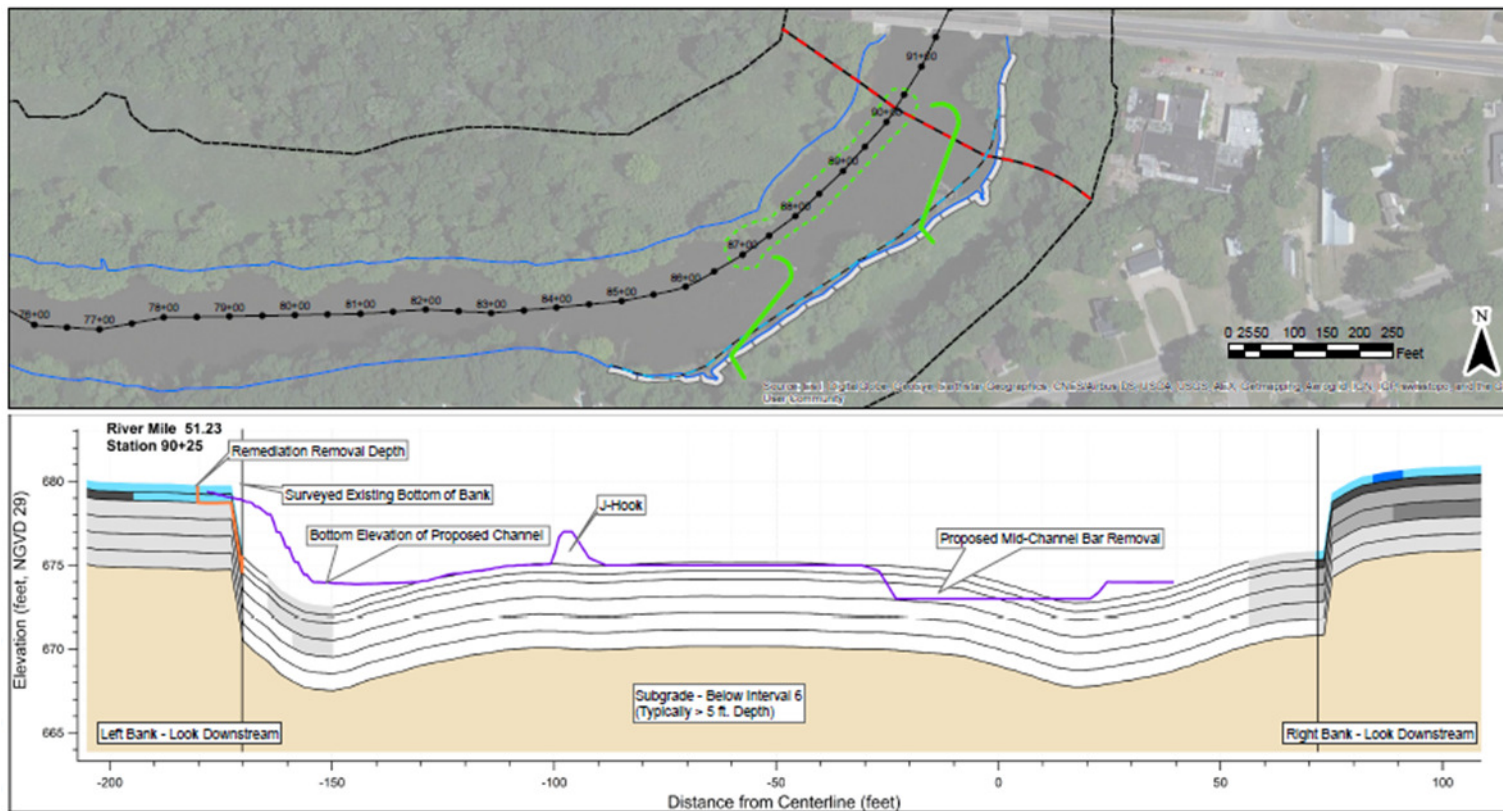 91+00
90+00
89+00
88+00
87+00
86+00
85+00
84+00
83+00
82+00
81+00
80+00
79+00
78+00
77+00
76+00
N
0 25 50 100 150 200 250
Feet
User Community
River Mile 51.23
Station 90+25
Remediation Removal Depth
Surveyed Existing Bottom of Bank
Bottom Elevation of Proposed Channel
J-Hook
Proposed Mid-Channel Bar Removal
Subgrade - Below Interval 6
(Typically > 5 ft. Depth)
Left Bank - Look Downstream
Right Bank - Look Downstream
Elevation (feet, NGVD 29)
680
675
670
665
-200 -150 -100 -50 0 50 100
Distance from Centerline (feet)